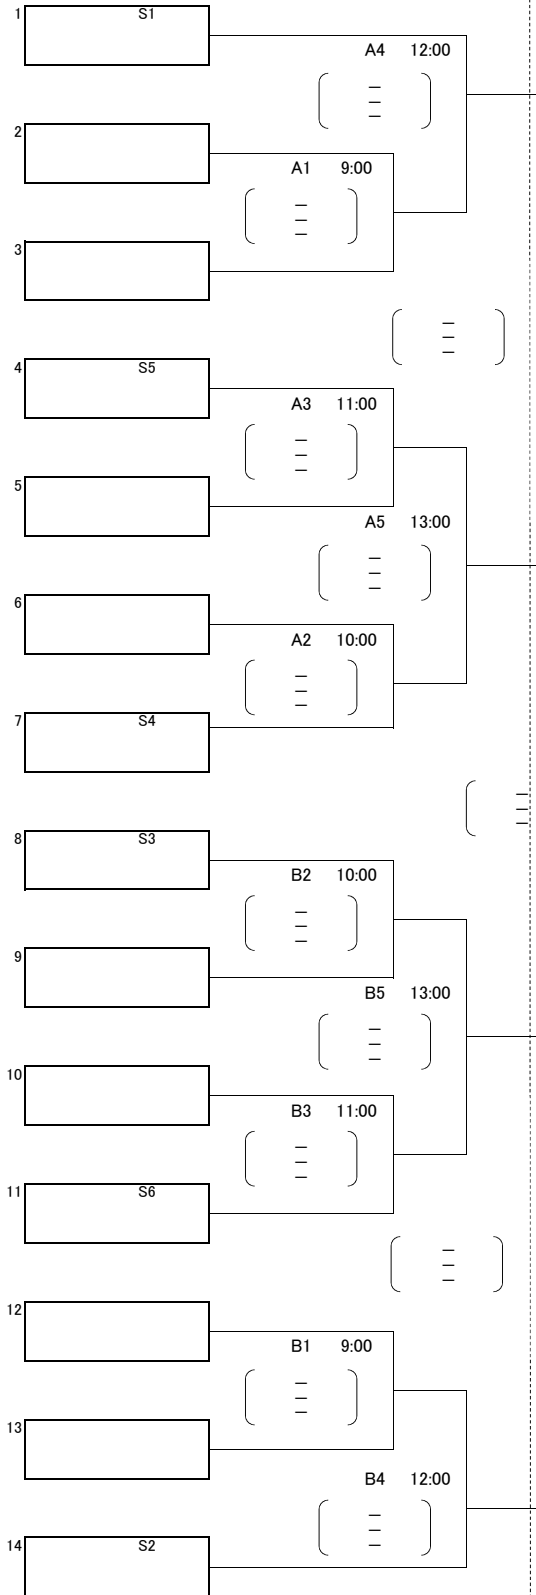 1 S1
A4 12:00
2
A1 9:00
3
4 S5
A3 11:00
5
A5 13:00
6
A2 10:00
7 S4
8 S3
B2 10:00
9
B5 13:00
10
B3 11:00
11 S6
12
B1 9:00
13
B4 12:00
14 S2